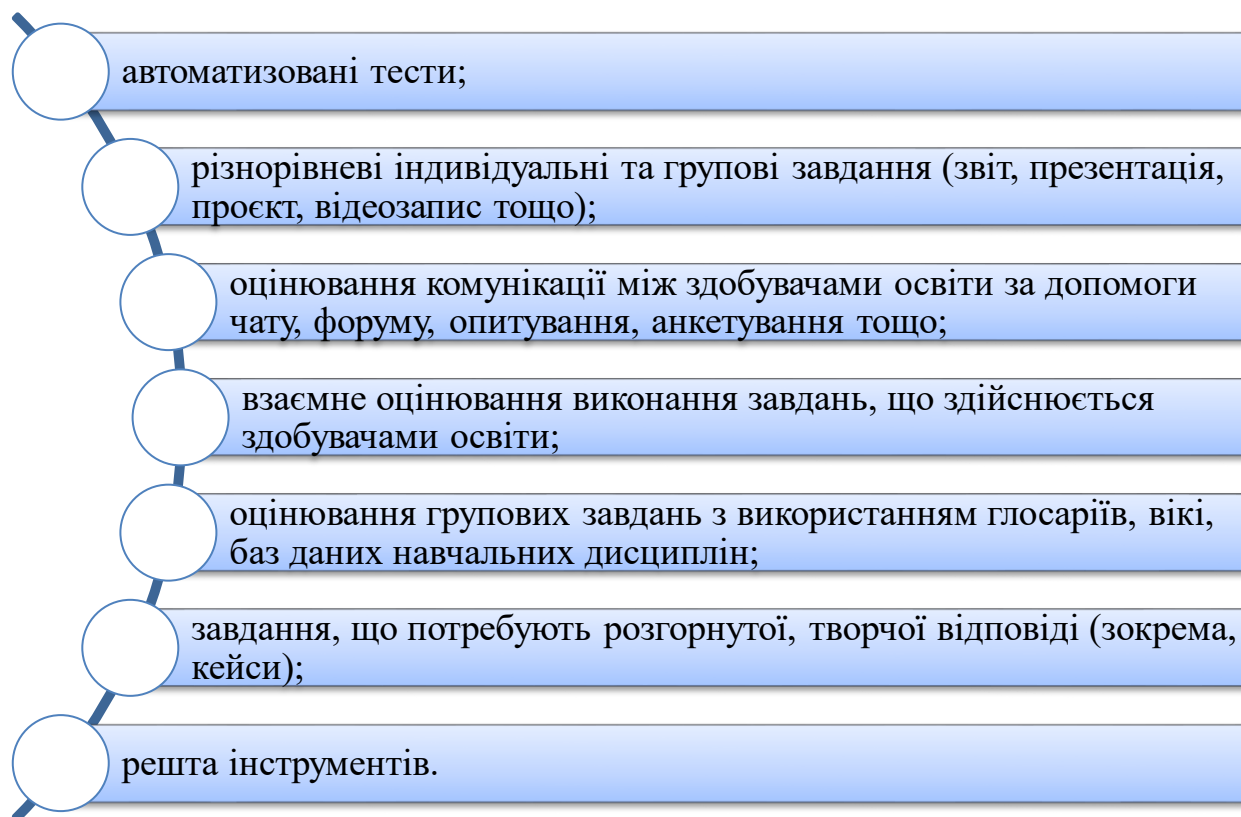 автоматизовані тести;
різнорівневі індивідуальні та групові завдання (звіт, презентація,
проєкт, відеозапис тощо);
оцінювання комунікації між здобувачами освіти за допомоги
чату, форуму, опитування, анкетування тощо;
взаємне оцінювання виконання завдань, що здійснюється
здобувачами освіти;
оцінювання групових завдань з використанням глосаріїв, вікі,
баз даних навчальних дисциплін;
завдання, що потребують розгорнутої, творчої відповіді (зокрема,
кейси);
решта інструментів.